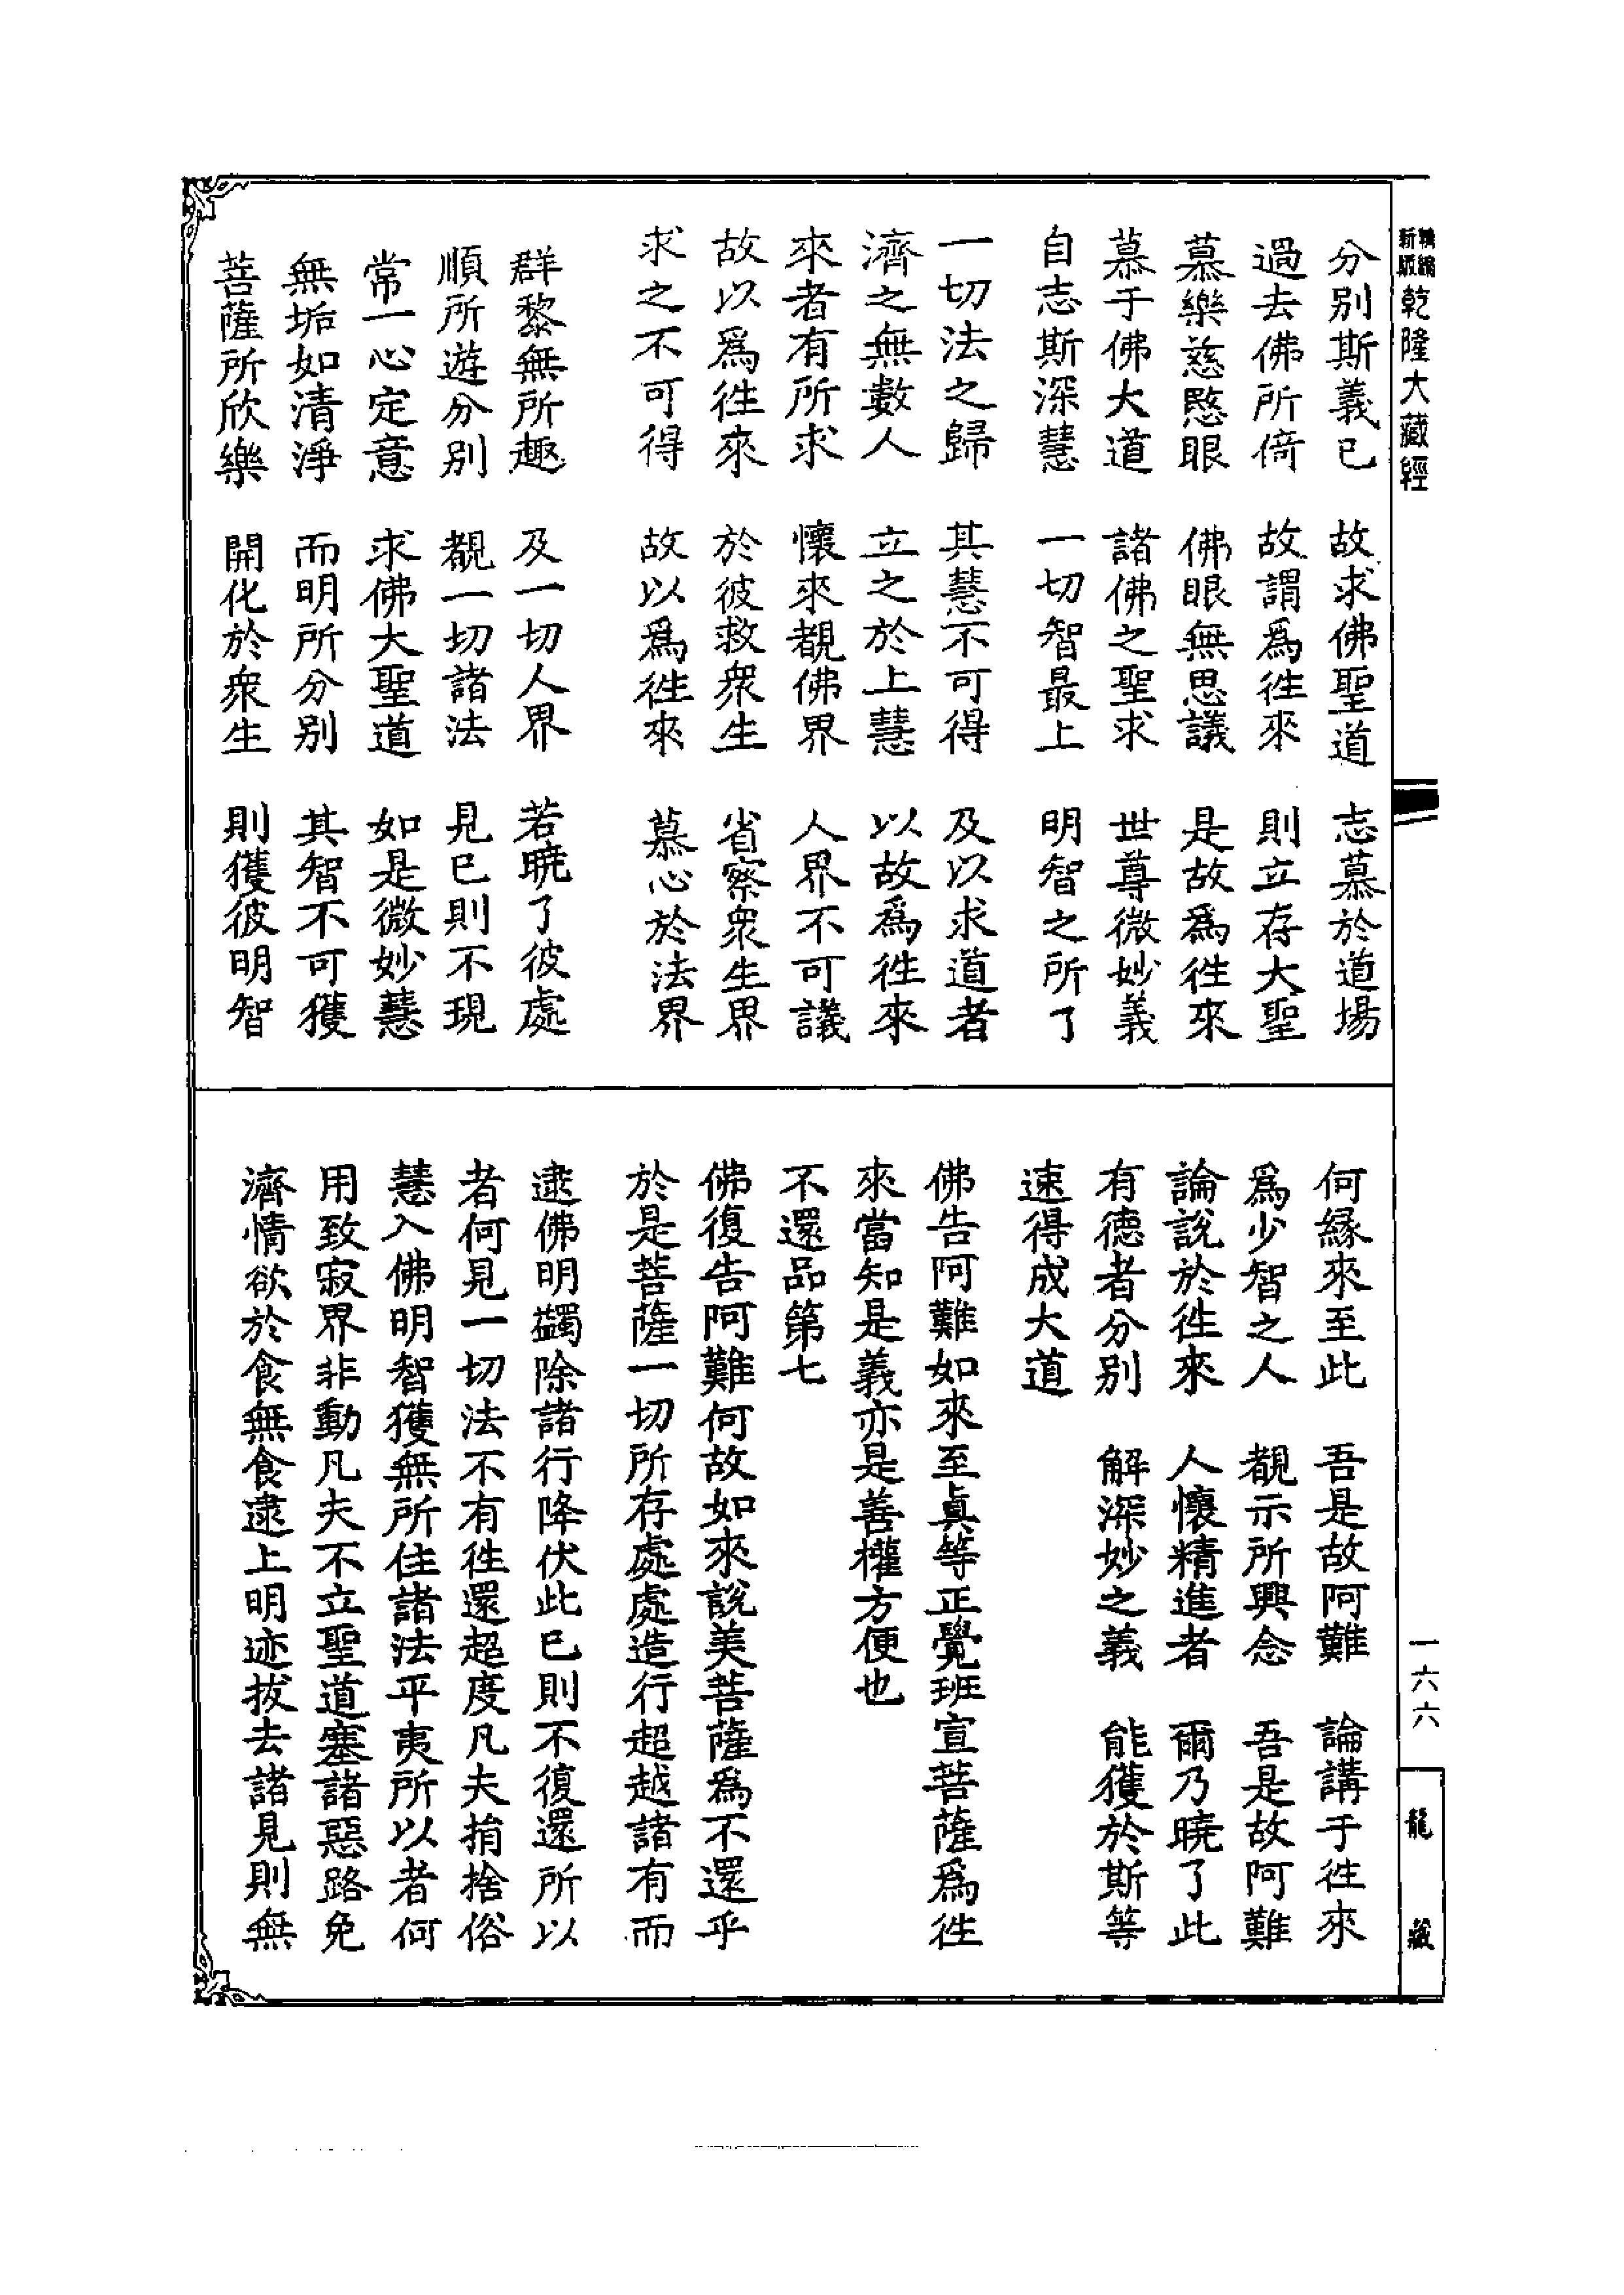 精編新版乾隆大藏經
分別斯義已　故求佛聖道　志慕於道場
過去佛所倚　故謂爲徃來　則立存大聖
慕樂慈愍眼　佛眼無思議　是故爲徃來
慕于佛大道　諸佛之聖求　世尊微妙義
自志斯深慧　一切智最上　明智之所了
一切法之歸　其慧不可得　及以求道者
濟之無數人　立之於上慧　以故爲徃來
來者有所求　懷來覩佛界　人界不可議
故以爲徃來　於彼救衆生　省察衆生界
求之不可得　故以爲徃來　慕心於法界
群黎無所趣　及一切人界　若曉了彼處
順所遊分別　覩一切諸法　見已則不現
常一心定意　求佛大聖道　如是微妙慧
無垢如清淨　而明所分別　其智不可獲
菩薩所欣樂　開化於衆生　則獲彼明智
何緣來至此　吾是故阿難　論講于徃來
爲少智之人　覩示所興念　吾是故阿難
論說於徃來　人懷精進者　爾乃曉了此
有德者分別　解深妙之義　能獲於斯等
速得成大道
佛告阿難如來至眞等正覺班宣菩薩爲徃
來當知是義亦是善權方便也
不還品第七
佛復告阿難何故如來說美菩薩爲不還乎
於是菩薩一切所存處處造行超越諸有而
逮佛明蠲除諸行降伏此已則不復還所以
者何見一切法不有徃還超度凡夫捐捨俗
慧入佛明智獲無所住諸法平夷所以者何
用致寂界非動凡夫不立聖道塞諸惡路免
濟情欲於食無食逮上明迹拔去諸見則無
一六六
龍藏